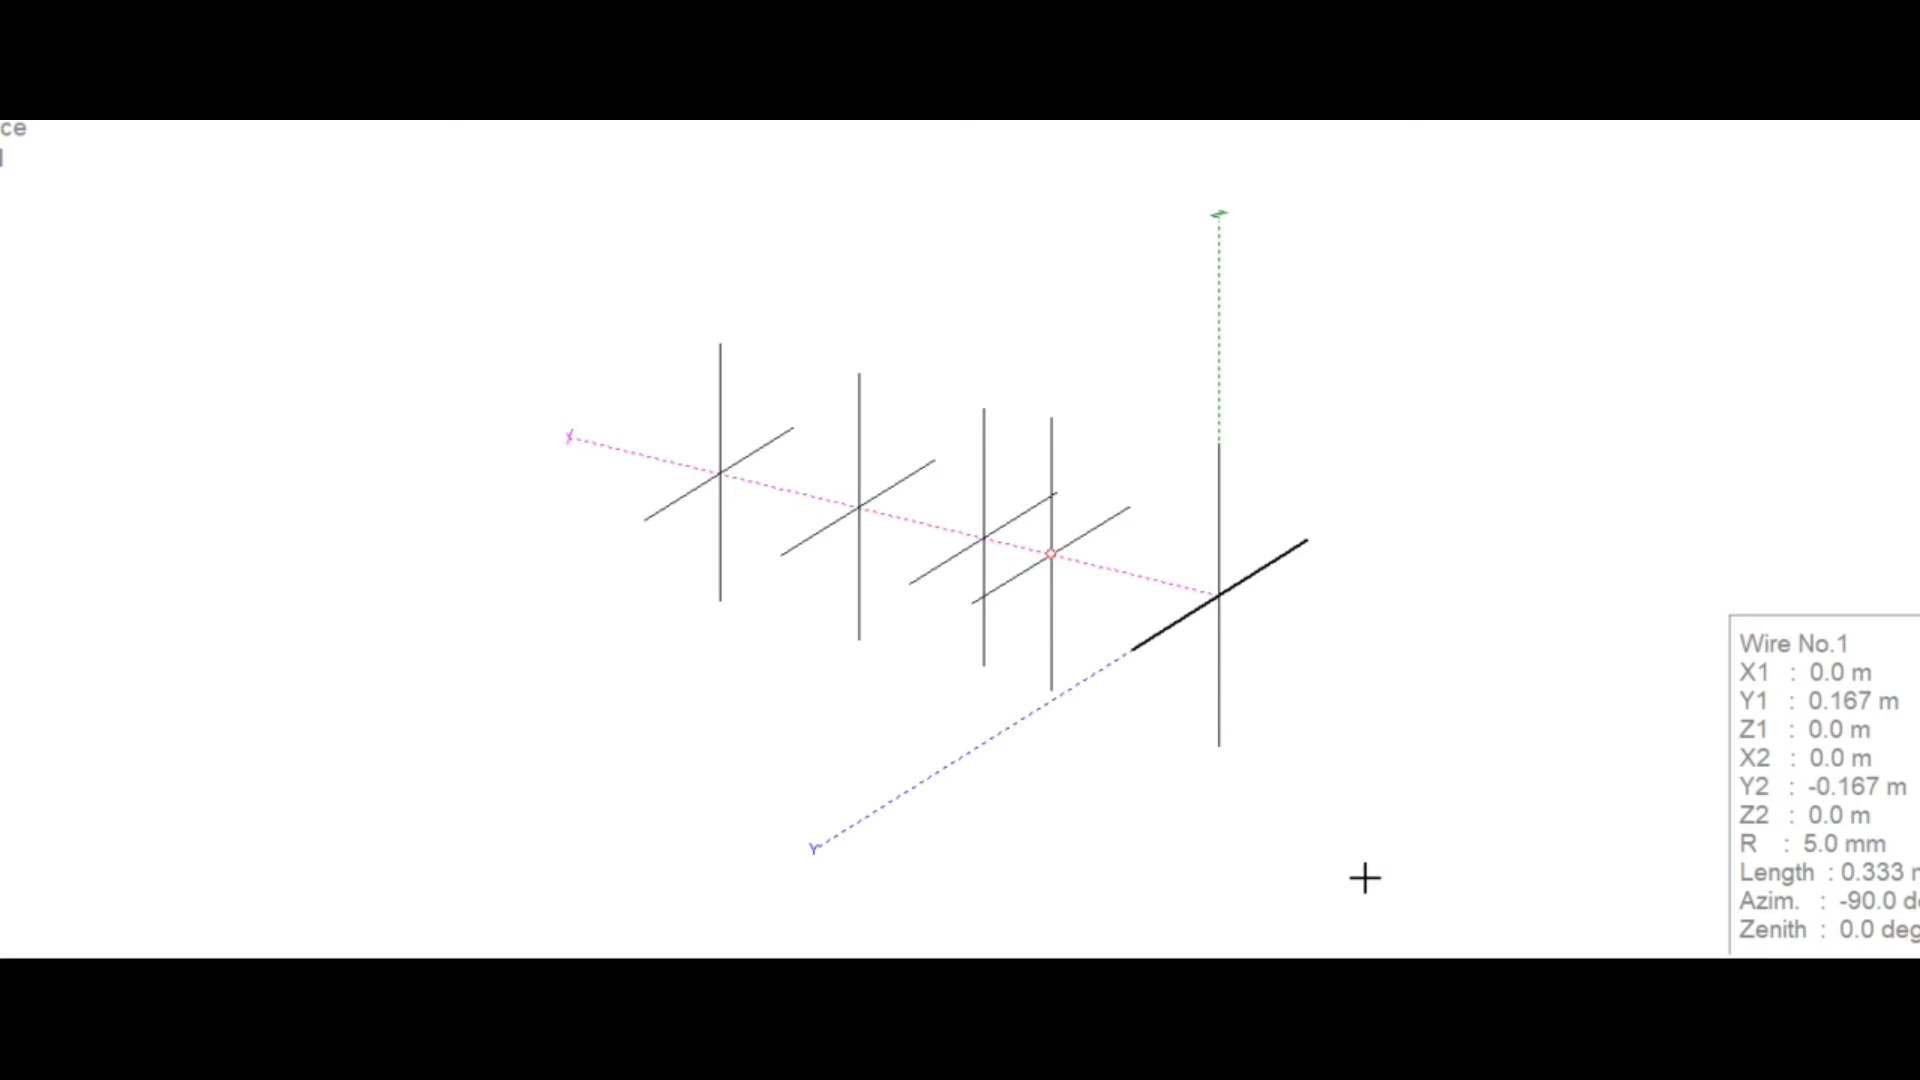 ce
Z
X
Y
Wire No.1
X1 : 0.0 m
Y1 : 0.167 m
Z1 : 0.0 m
X2 : 0.0 m
Y2 : -0.167 m
Z2 : 0.0 m
R : 5.0 mm
Length : 0.333
Azim. : -90.0 d
Zenith : 0.0 deg